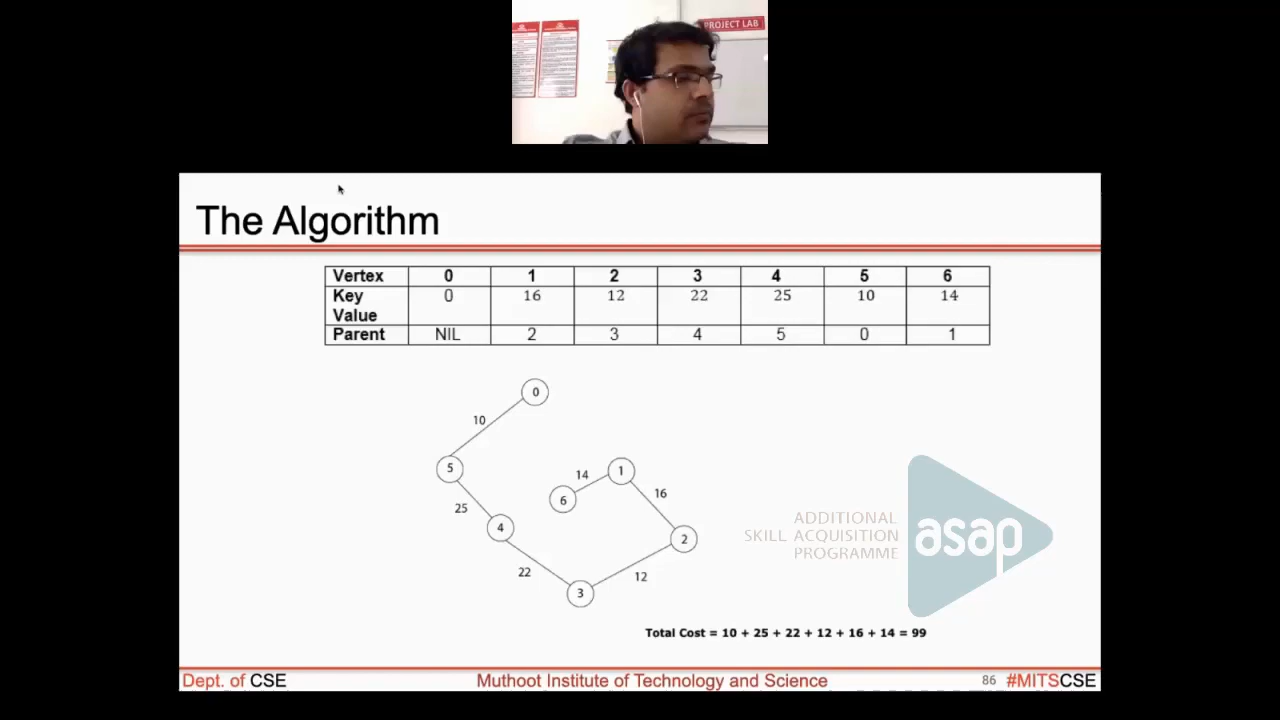 PROJECT LAB
The Algorithm
Vertex 0 1 2 3 4 5 6
Key Value 0 16 12 22 25 10 14
Parent NIL 2 3 4 5 0 1
0
10
5
14
1
25
6
16
4
2
22
12
3
ADDITIONAL
SKILL ACQUISITION
PROGRAMME
asap
Total Cost = 10 + 25 + 22 + 12 + 16 + 14 = 99
Dept. of CSE
Muthoot Institute of Technology and Science
86
#MITSCSE